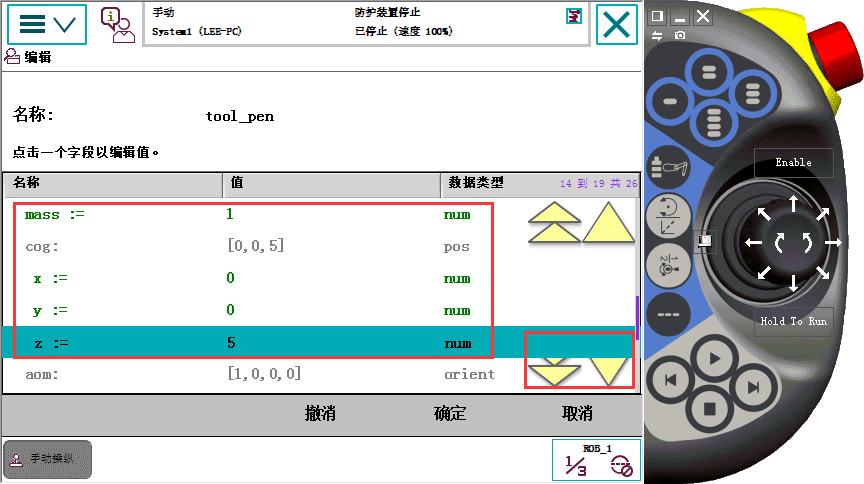 手动 防护装置停止
System1 (LEE-PC) 已停止 (速度 100%)
编辑
名称: tool_pen
点击一个字段以编辑值。
名称 值 数据类型 14 到 19 共 26
mass := 1 num
cog: [0,0,5] pos
x := 0 num
y := 0 num
z := 5 num
aom: [1,0,0,0] orient
撤消 确定 取消
手动操纵
ROB_1
1/3
Enable
Hold To Run